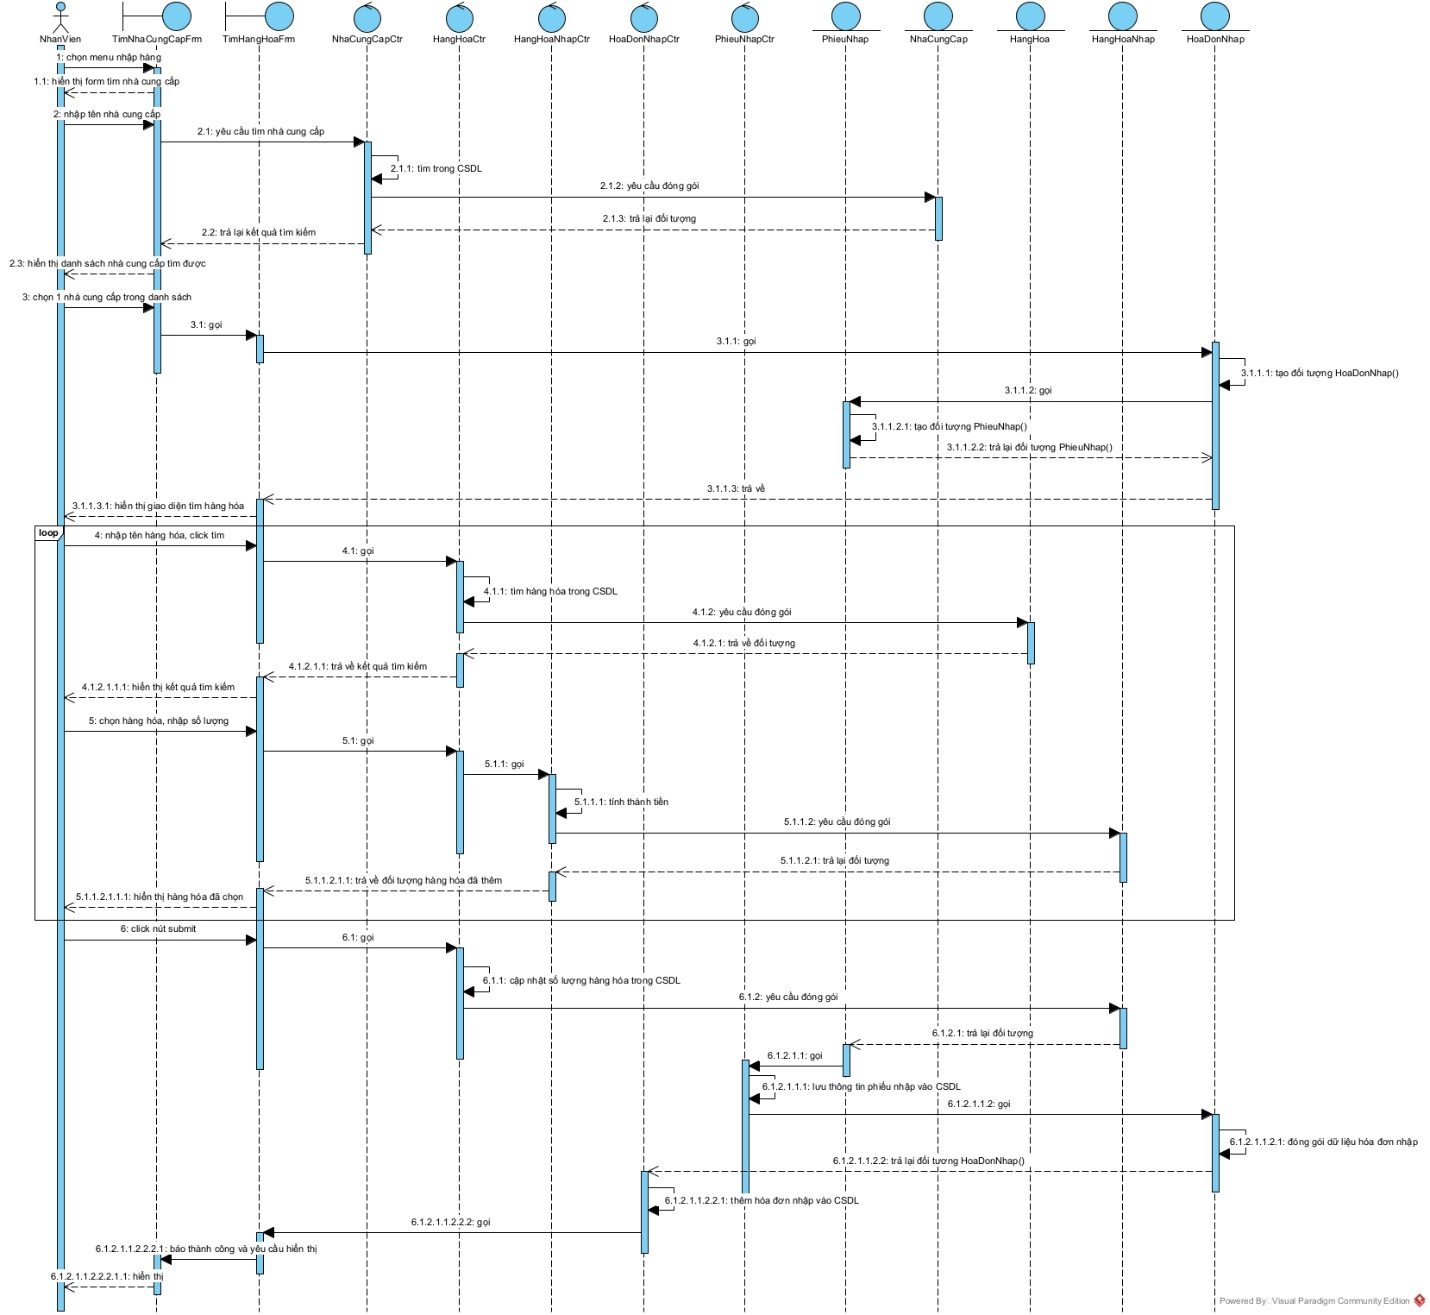 NhanVien
TimNhaCungCapFrm
TimHangHoaFrm
NhaCungCapCtr
HangHoaCtr
HangHoaNhapCtr
HoaDonNhapCtr
PhieuNhapCtr
PhieuNhap
NhaCungCap
HangHoa
HangHoaNhap
HoaDonNhap
1: chọn menu nhập hàng
1.1: hiển thị form tìm nhà cung cấp
2: nhập tên nhà cung cấp
2.1: yêu cầu tìm nhà cung cấp
2.1.1: tìm trong CSDL
2.1.2: yêu cầu đóng gói
2.1.3: trả lại đối tượng
2.2: trả lại kết quả tìm kiếm
2.3: hiển thị danh sách nhà cung cấp tìm được
3: chọn 1 nhà cung cấp trong danh sách
3.1: gọi
3.1.1: gọi
3.1.1.1: tạo đối tượng HoaDonNhap()
3.1.1.2: gọi
3.1.1.2.1: tạo đối tượng PhieuNhap()
3.1.1.2.2: trả lại đối tượng PhieuNhap()
3.1.1.3: trả về
3.1.1.3.1: hiển thị giao diện tìm hàng hóa
loop
4: nhập tên hàng hóa, click tìm
4.1: gọi
4.1.1: tìm hàng hóa trong CSDL
4.1.2: yêu cầu đóng gói
4.1.2.1: trả về đối tượng
4.1.2.1.1: trả về kết quả tìm kiếm
4.1.2.1.1.1: hiển thị kết quả tìm kiếm
5: chọn hàng hóa, nhập số lượng
5.1: gọi
5.1.1: gọi
5.1.1.1: tính thành tiền
5.1.1.2: yêu cầu đóng gói
5.1.1.2.1: trả lại đối tượng
5.1.1.2.1.1: trả về đối tượng hàng hóa đã thêm
5.1.1.2.1.1.1: hiển thị hàng hóa đã chọn
6: click nút submit
6.1: gọi
6.1.1: cập nhật số lượng hàng hóa trong CSDL
6.1.2: yêu cầu đóng gói
6.1.2.1: trả lại đối tượng
6.1.2.1.1: gọi
6.1.2.1.1.1: lưu thông tin phiếu nhập vào CSDL
6.1.2.1.1.2: gọi
6.1.2.1.1.2.1: đóng gói dữ liệu hóa đơn nhập
6.1.2.1.1.2.2: trả lại đối tương HoaDonNhap()
6.1.2.1.1.2.2.1: thêm hóa đơn nhập vào CSDL
6.1.2.1.1.2.2.2: gọi
6.1.2.1.1.2.2.2.1: báo thành công và yêu cầu hiển thị
6.1.2.1.1.2.2.2.1.1: hiển thị
Powered By Visual Paradigm Community Edition